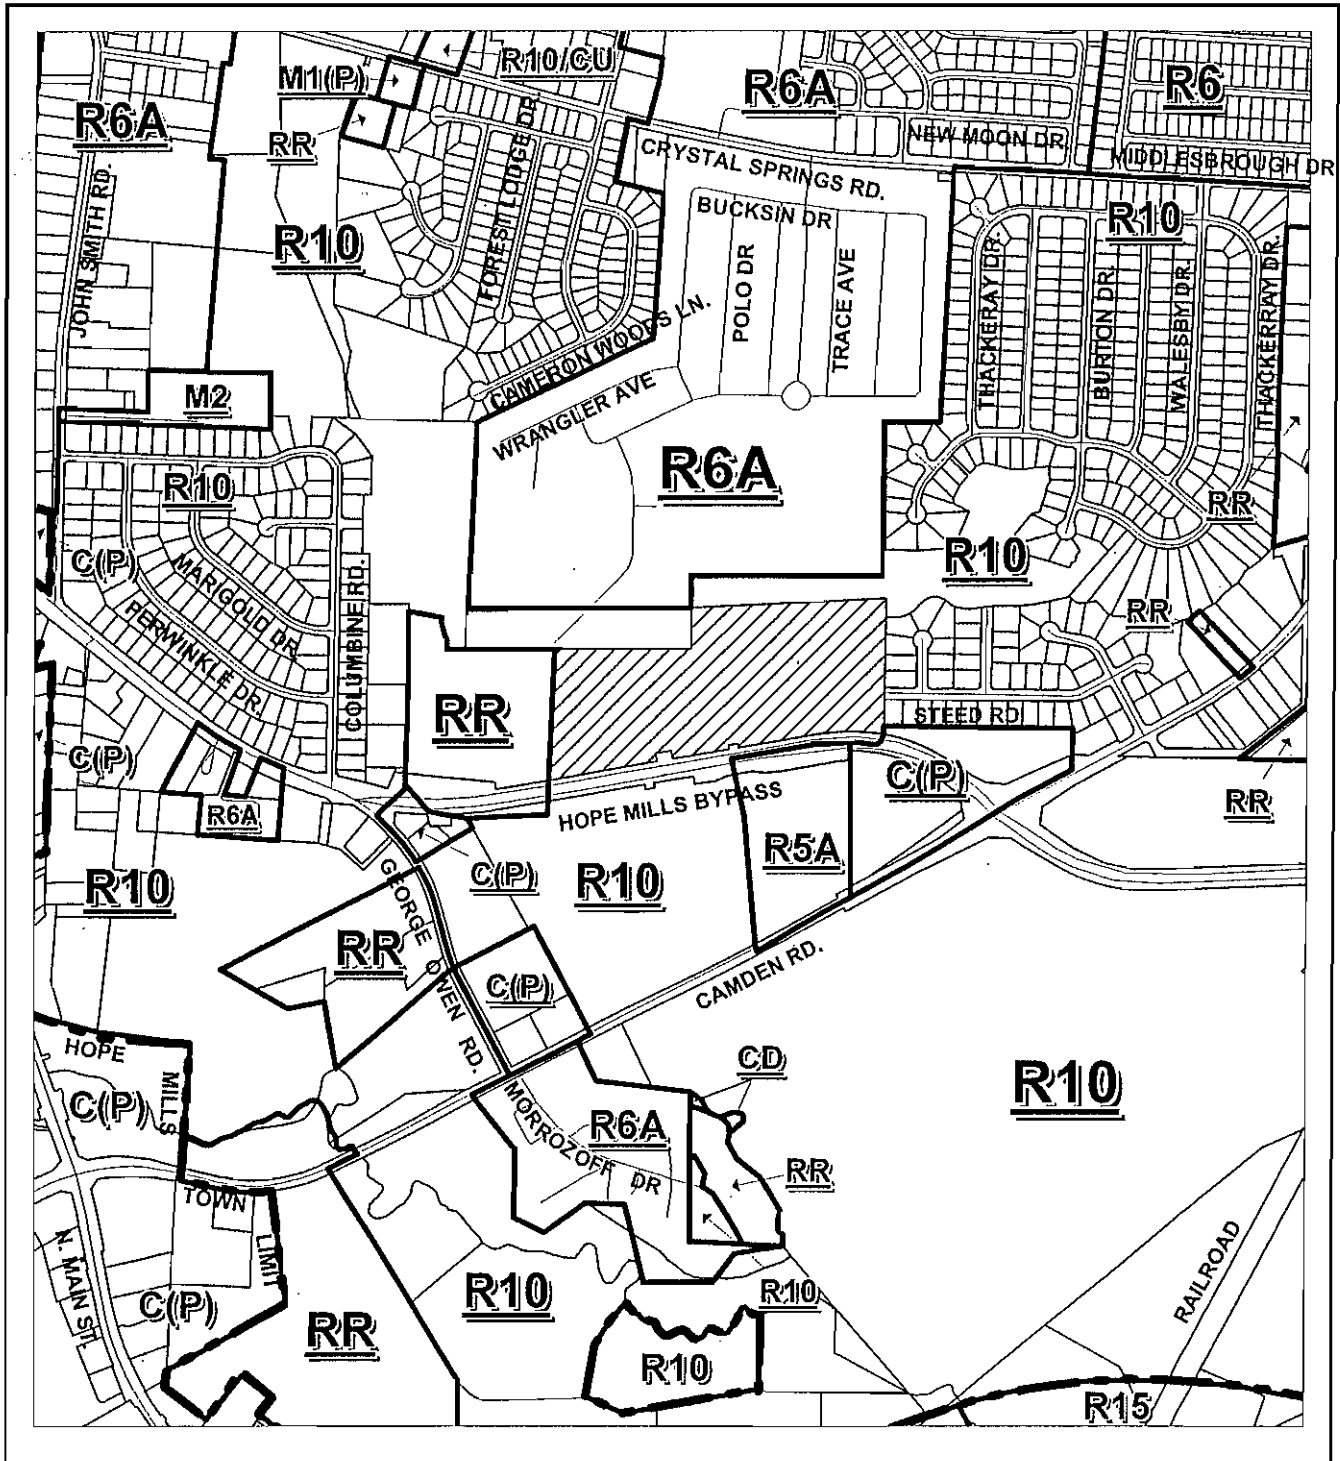 R10/CU
M1(P)
R6A
R6A
R6
RR
NEW MOON DR.
CRYSTAL SPRINGS RD.
MIDDLESBROUGH DR
FOREST LODGE DR.
BUCKSIN DR
R10
R10
JOHN SMITH RD.
POLO DR
TRACE AVE
THACKERAY DR.
BURTON DR.
WALESBY DR.
THACKERRAY DR.
CAMERON WOODS LN.
M2
WRANGLER AVE
R6A
R10
RR
C(P)
R10
MARIGOLD DR.
PERWINKLE DR.
COLUMBINE RD.
RR
RR
STEED RD
C(P)
C(P)
HOPE MILLS BYPASS
RR
R6A
R5A
R10
C(P)
R10
GEORGE OWEN RD.
RR
C(P)
CAMDEN RD.
HOPE MILLS TOWN LIMIT
CD
R10
C(P)
R6A
MORROZOFF DR
RR
N. MAIN ST.
RAILROAD
C(P)
R10
R10
RR
R10
R15